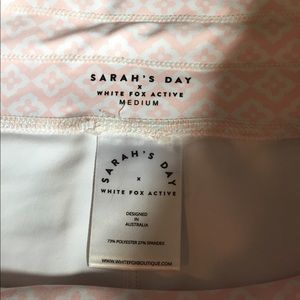 SARAH'S DAY
x
WHITE FOX ACTIVE
MEDIUM
SARAH'S DAY
x
WHITE FOX ACTIVE
DESIGNED
IN
AUSTRALIA
73% POLYESTER 27% SPANDEX
WWW.WHITEFOXBOUTIQUE.COM